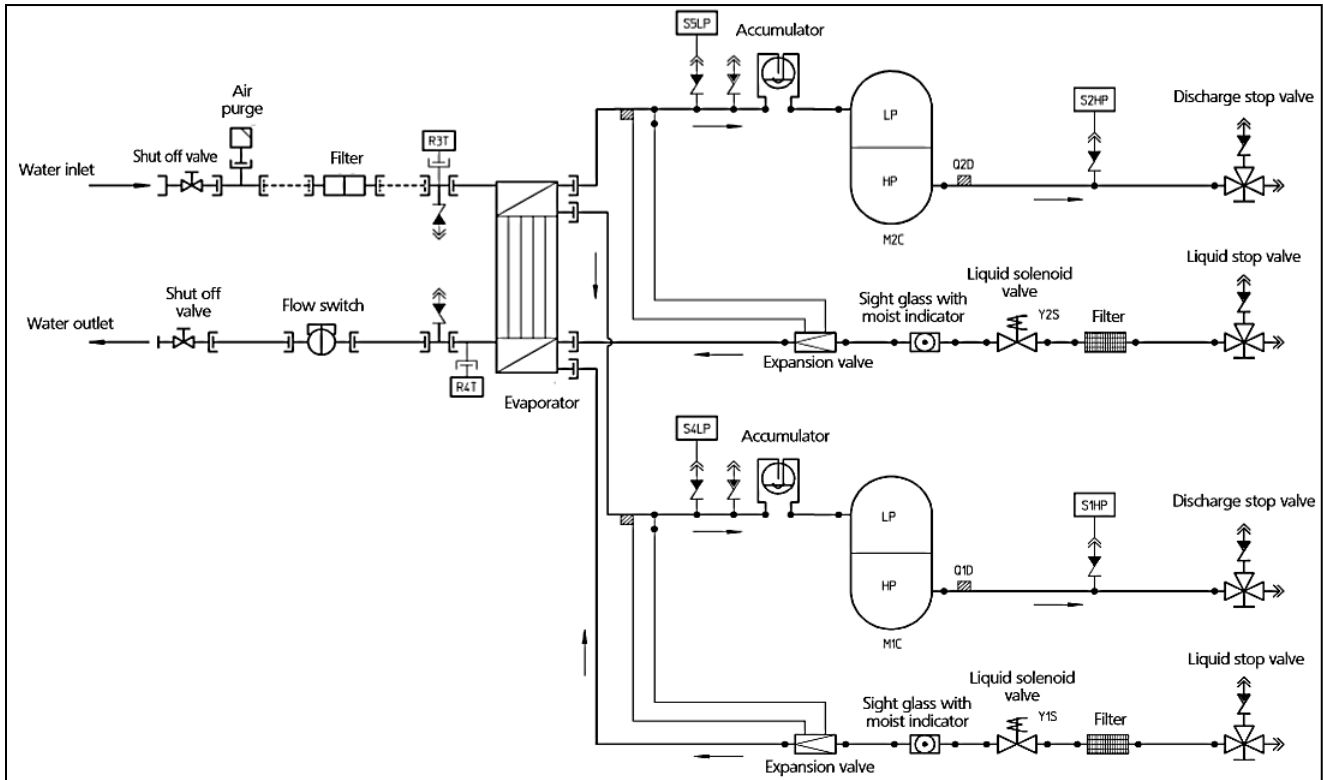 S5LP
Accumulator
Air
purge
S2HP
Discharge stop valve
LP
R3T
Shut off valve
Filter
Water inlet
Q2D
HP
M2C
Liquid stop valve
Liquid solenoid
valve
Shut off
valve
Flow switch
Sight glass with
moist indicator
Y2S
Filter
Water outlet
Expansion valve
R4T
Evaporator
S4LP
Accumulator
S1HP
Discharge stop valve
LP
Q1D
HP
M1C
Liquid stop valve
Liquid solenoid
valve
Sight glass with
moist indicator
Y1S
Filter
Expansion valve